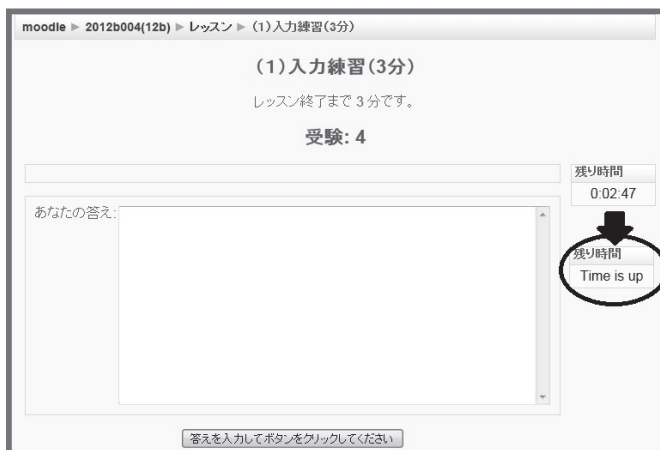 moodle ► 2012b004(12b) ► レッスン ► (1)入力練習(3分)
(1)入力練習(3分)
レッスン終了まで 3 分です。
受験: 4
残り時間
0:02:47
あなたの答え:
残り時間
Time is up
答えを入力してボタンをクリックしてください